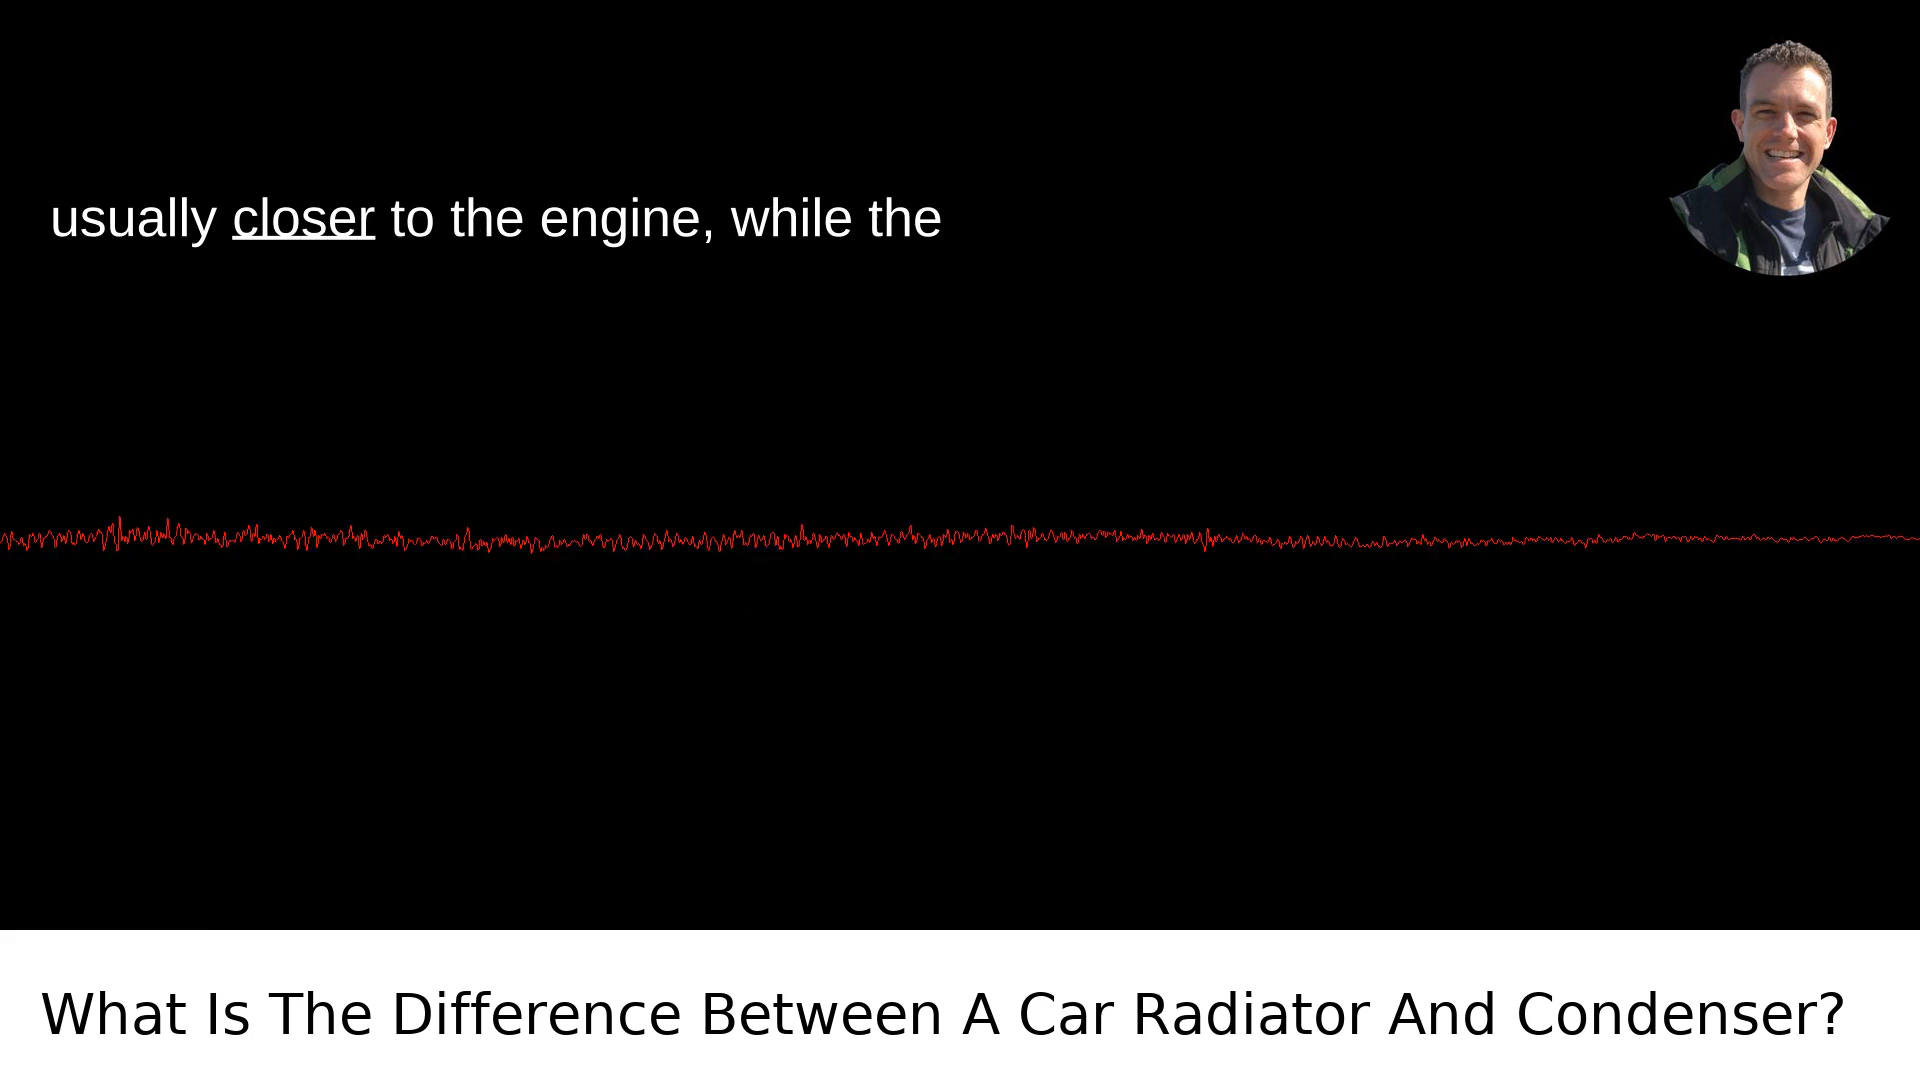 usually closer to the engine, while the
What Is The Difference Between A Car Radiator And Condenser?